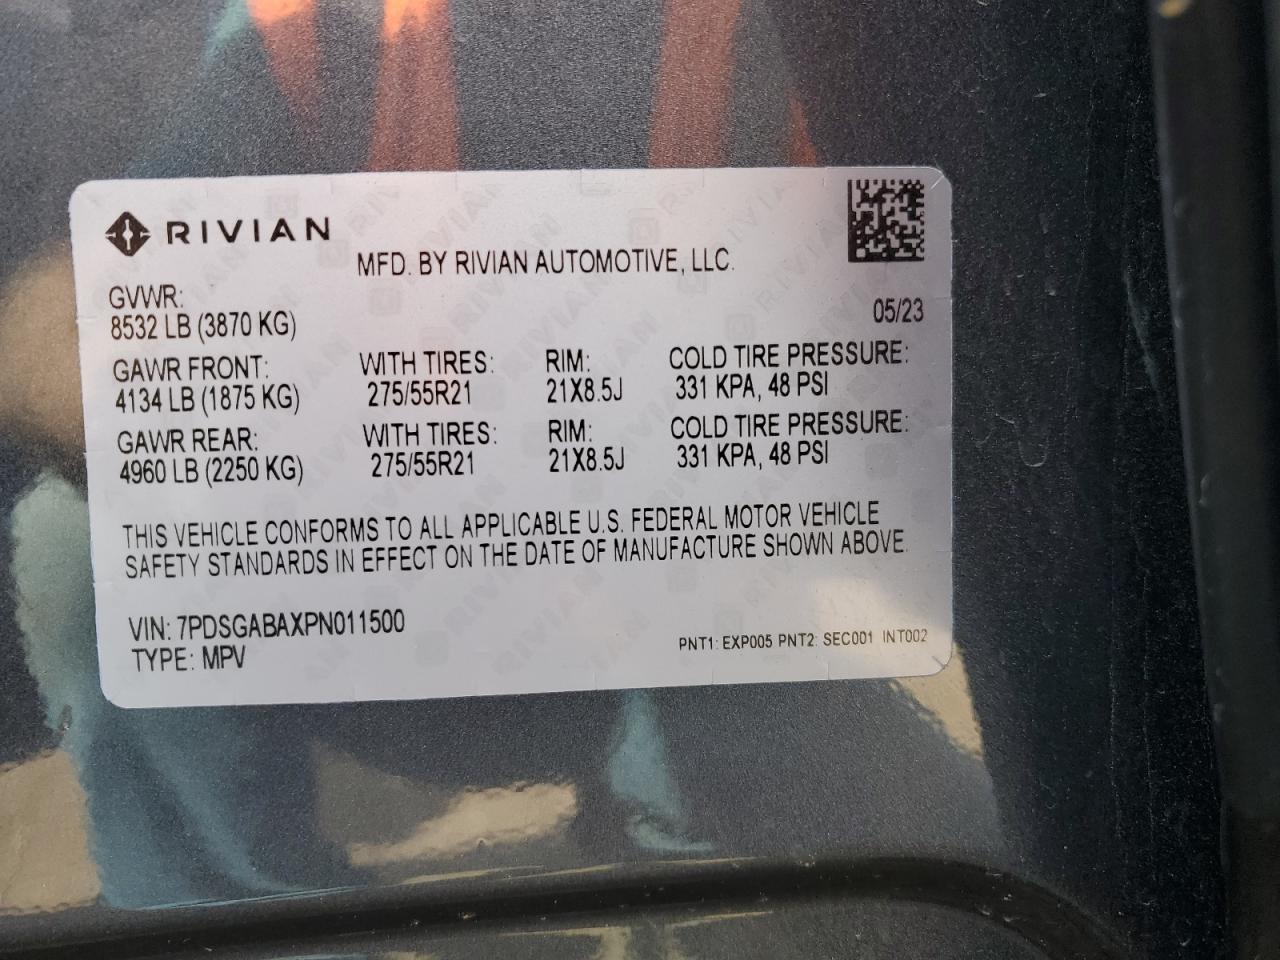 RIVIAN
MFD. BY RIVIAN AUTOMOTIVE, LLC.
GVWR:
8532 LB (3870 KG)
05/23
GAWR FRONT: WITH TIRES: RIM: COLD TIRE PRESSURE:
4134 LB (1875 KG) 275/55R21 21X8.5J 331 KPA, 48 PSI
GAWR REAR: WITH TIRES: RIM: COLD TIRE PRESSURE:
4960 LB (2250 KG) 275/55R21 21X8.5J 331 KPA, 48 PSI
THIS VEHICLE CONFORMS TO ALL APPLICABLE U.S. FEDERAL MOTOR VEHICLE
SAFETY STANDARDS IN EFFECT ON THE DATE OF MANUFACTURE SHOWN ABOVE.
VIN: 7PDSGABAXPN011500
TYPE: MPV
PNT1: EXP005 PNT2: SEC001 INT002